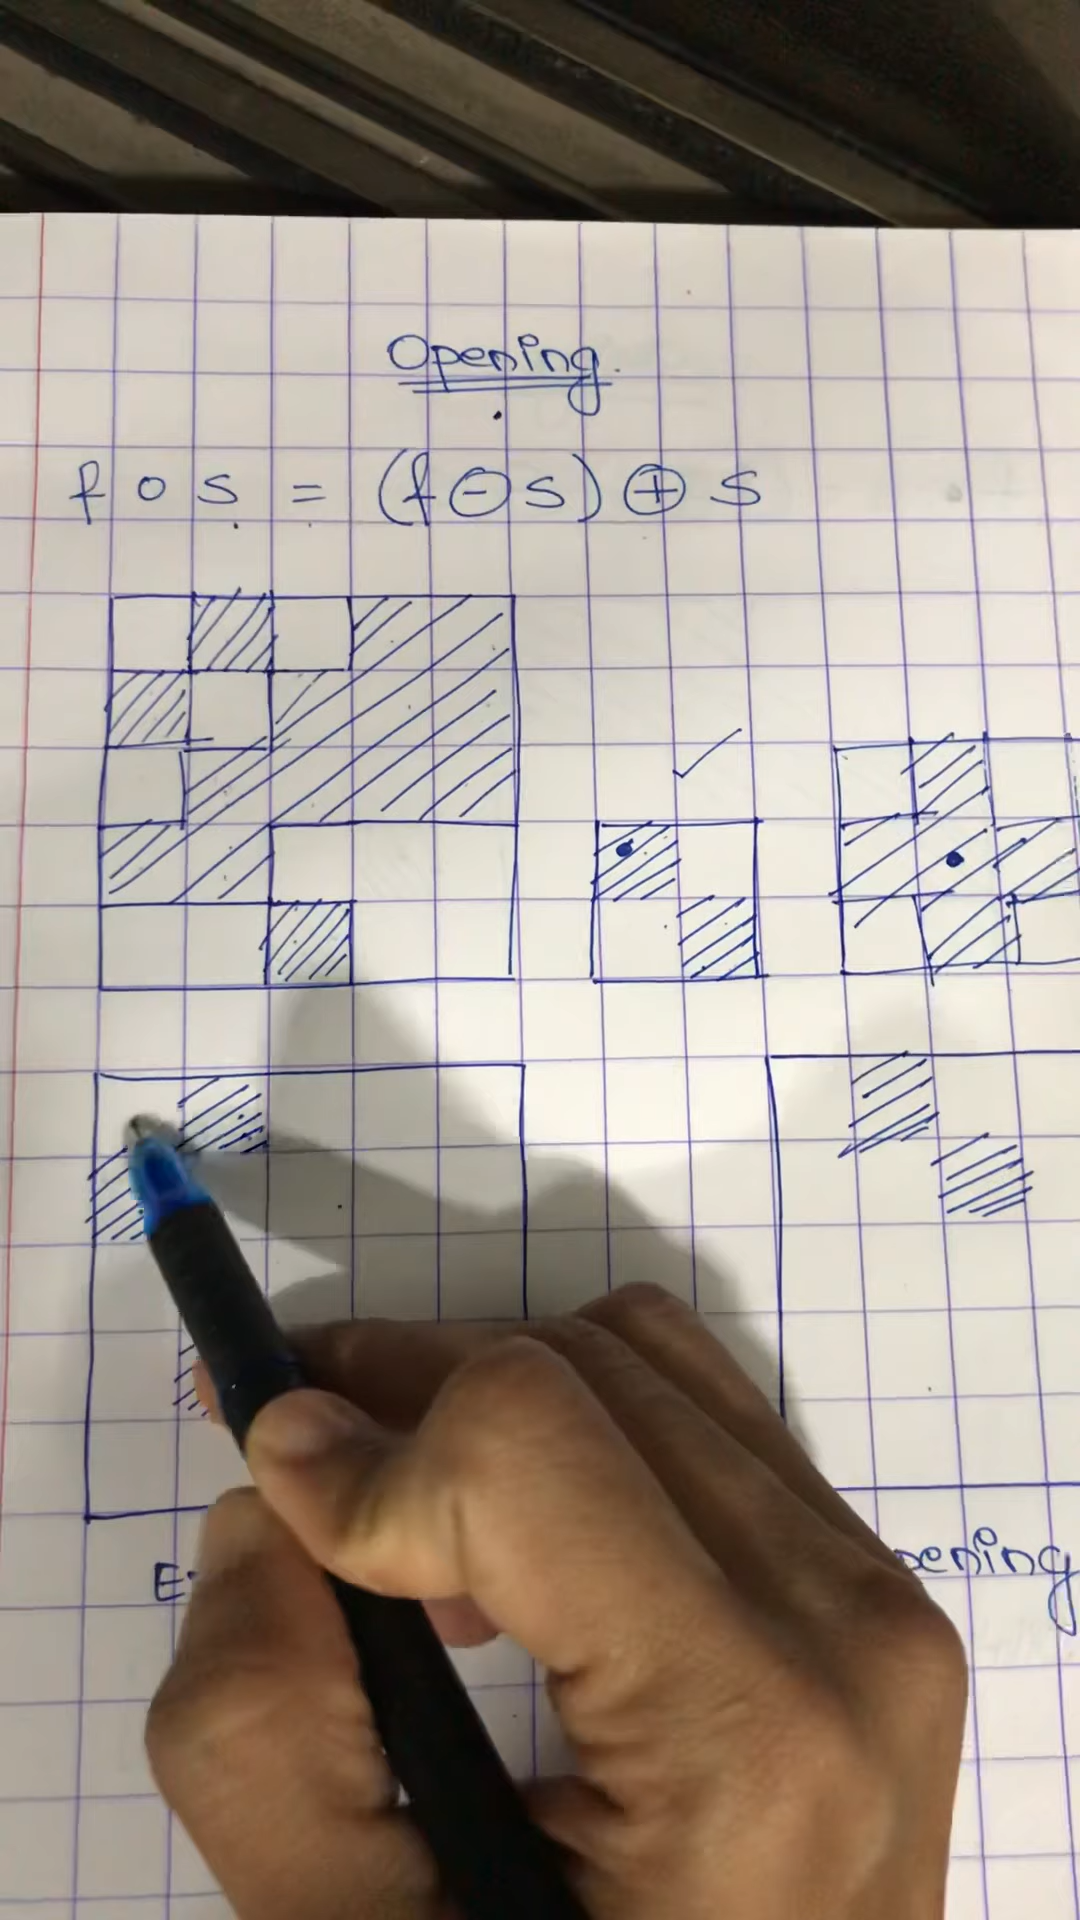 Opening.
f o s = (f ⊖ s) ⊕ s